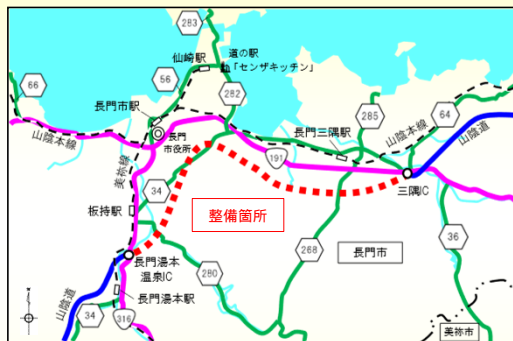 283
仙崎駅
道の駅
「センザキッチン」
66
56
282
長門市駅
山陰本線
長門
市役所
長門三隅駅
285
64
山陰本線
山陰道
191
美祢線
34
三隅IC
板持駅
整備箇所
268
長門市
36
長門湯本
温泉IC
280
山陰道
長門湯本駅
34
316
美祢市